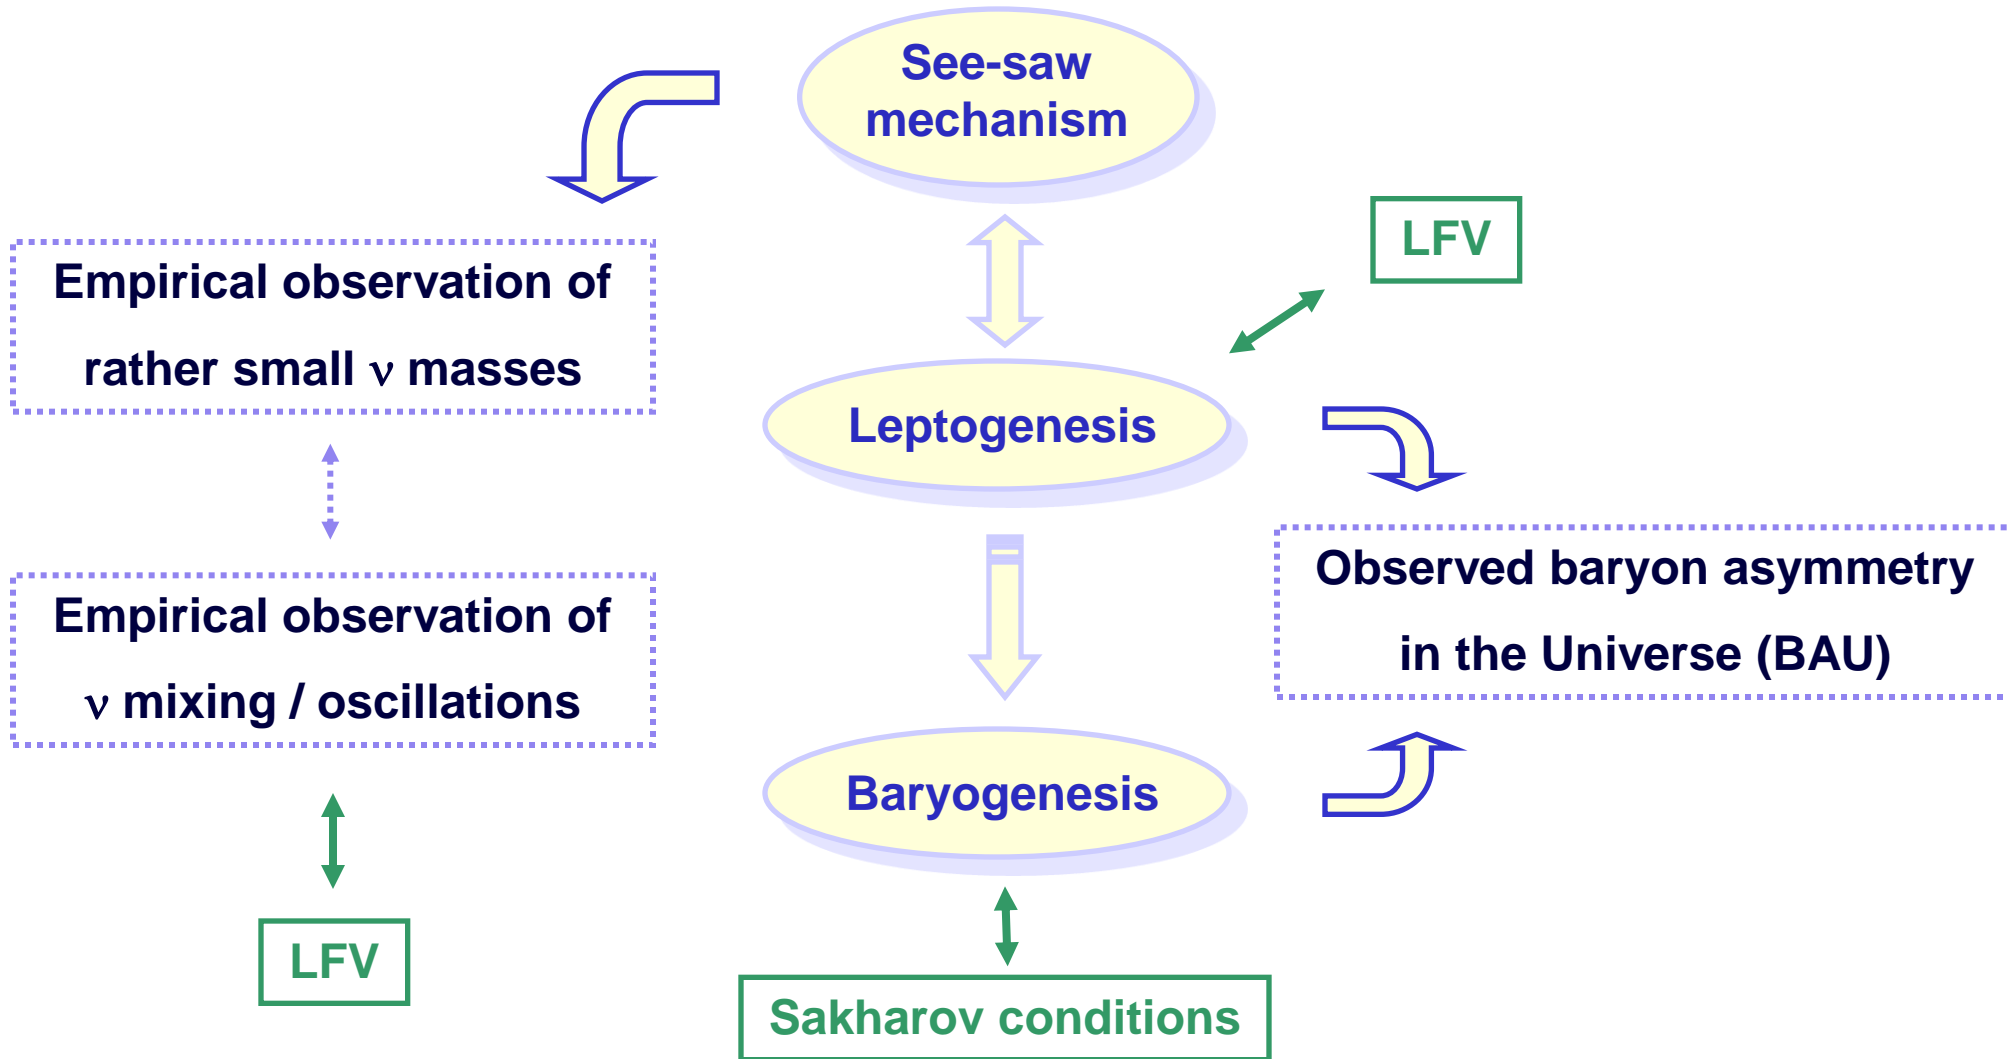 See-saw
mechanism
LFV
Empirical observation of
rather small ν masses
Leptogenesis
Observed baryon asymmetry
in the Universe (BAU)
Empirical observation of
ν mixing / oscillations
Baryogenesis
LFV
Sakharov conditions